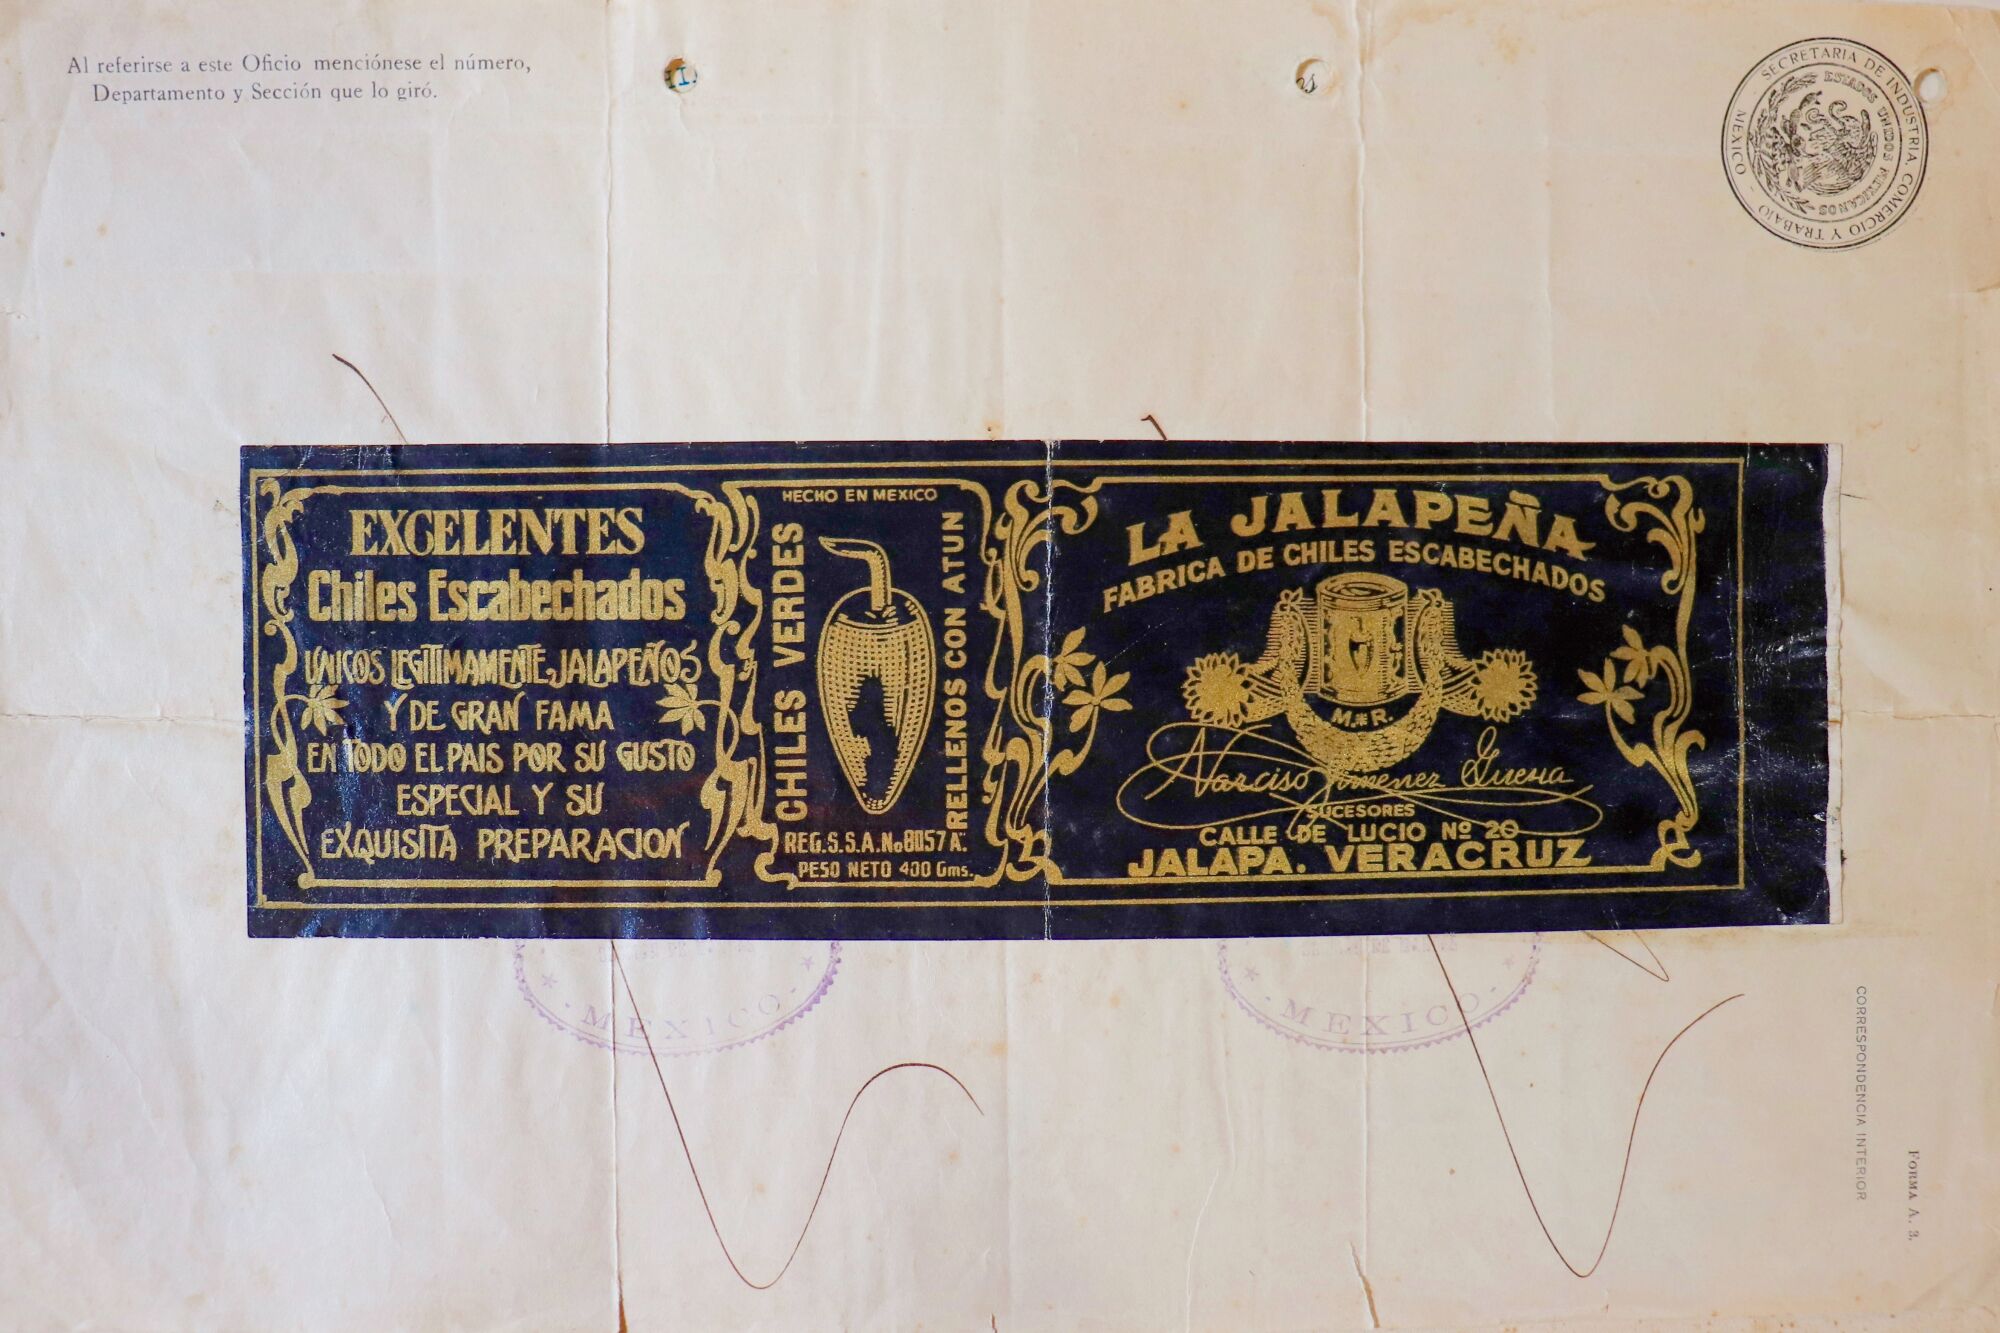 Al referirse a este Oficio menciónese el número,
Departamento y Sección que lo giró.
SECRETARIA DE INDUSTRIA, COMERCIO Y TRABAJO
- MEXICO -
ESTADOS UNIDOS MEXICANOS
EXCELENTES
Chiles Escabechados
UNICOS LEGITIMAMENTE JALAPEÑOS
Y DE GRAN FAMA
EN TODO EL PAIS POR SU GUSTO
ESPECIAL Y SU
EXQUISITA PREPARACION
HECHO EN MEXICO
CHILES VERDES
RELLENOS CON ATUN
REG.S.S.A.No8057 A.
PESO NETO 400 Gms.
LA JALAPEÑA
FABRICA DE CHILES ESCABECHADOS
M*R.
Narciso Jimenez Guerra
SUCESORES
CALLE DE LUCIO Nº 20
JALAPA. VERACRUZ
* - MEXICO - *
* - MEXICO - *
CORRESPONDENCIA INTERIOR
FORMA A. 3.